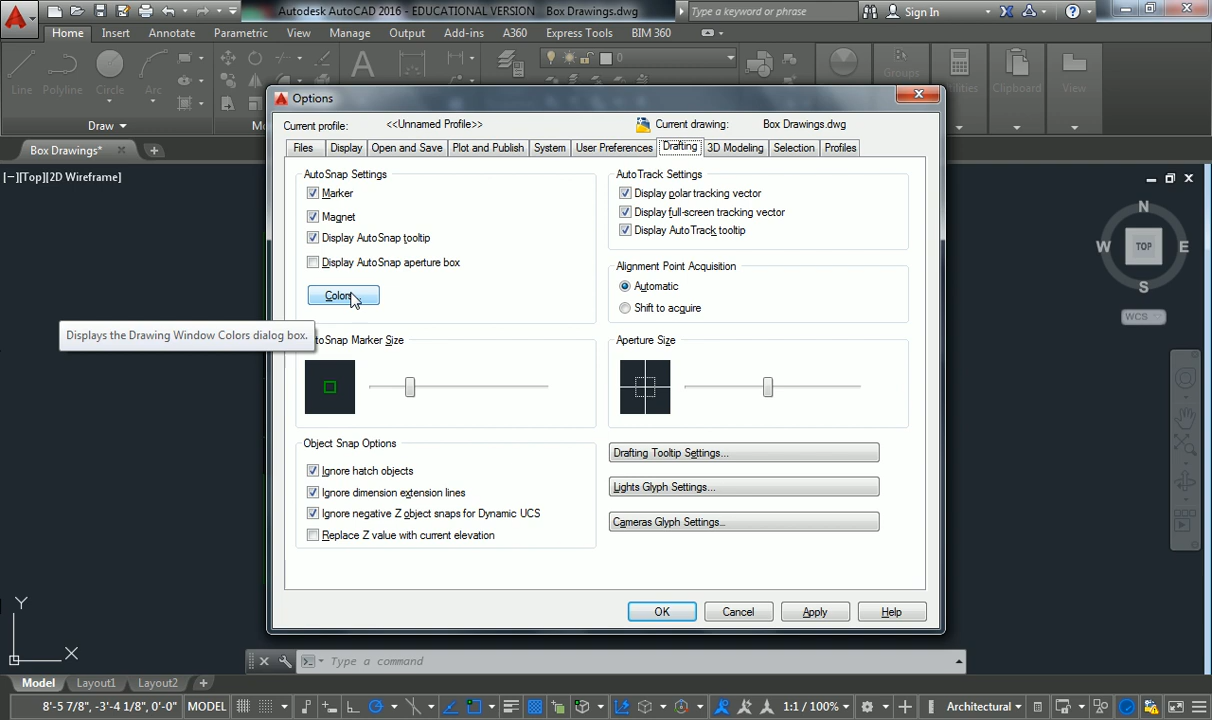 Autodesk AutoCAD 2016 - EDUCATIONAL VERSION Box Drawings.dwg
Type a keyword or phrase
Sign In
Home Insert Annotate Parametric View Manage Output Add-ins A360 Express Tools BIM 360
Line Polyline Circle Arc
0
Groups
Clipboard
View
Draw
Box Drawings*
[−][Top][2D Wireframe]
Options
Current profile: <<Unnamed Profile>> Current drawing: Box Drawings.dwg
Files Display Open and Save Plot and Publish System User Preferences Drafting 3D Modeling Selection Profiles
AutoSnap Settings
Marker
Magnet
Display AutoSnap tooltip
Display AutoSnap aperture box
Colors...
Displays the Drawing Window Colors dialog box.
toSnap Marker Size
Object Snap Options
Ignore hatch objects
Ignore dimension extension lines
Ignore negative Z object snaps for Dynamic UCS
Replace Z value with current elevation
AutoTrack Settings
Display polar tracking vector
Display full-screen tracking vector
Display AutoTrack tooltip
Alignment Point Acquisition
Automatic
Shift to acquire
Aperture Size
Drafting Tooltip Settings...
Lights Glyph Settings...
Cameras Glyph Settings...
OK Cancel Apply Help
N
W TOP E
S
WCS
Y
X
Type a command
Model Layout1 Layout2
8'-5 7/8", -3'-4 1/8", 0'-0" MODEL 1:1 / 100% Architectural